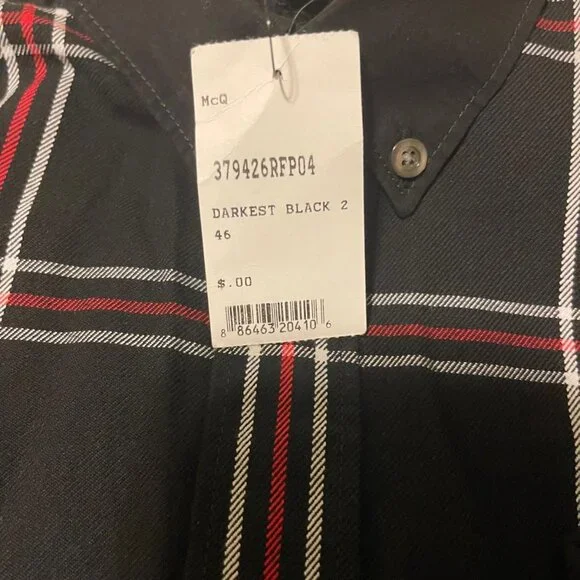 McQ
379426RFP04
DARKEST BLACK 2
46
$.00
8 86463 20410 6